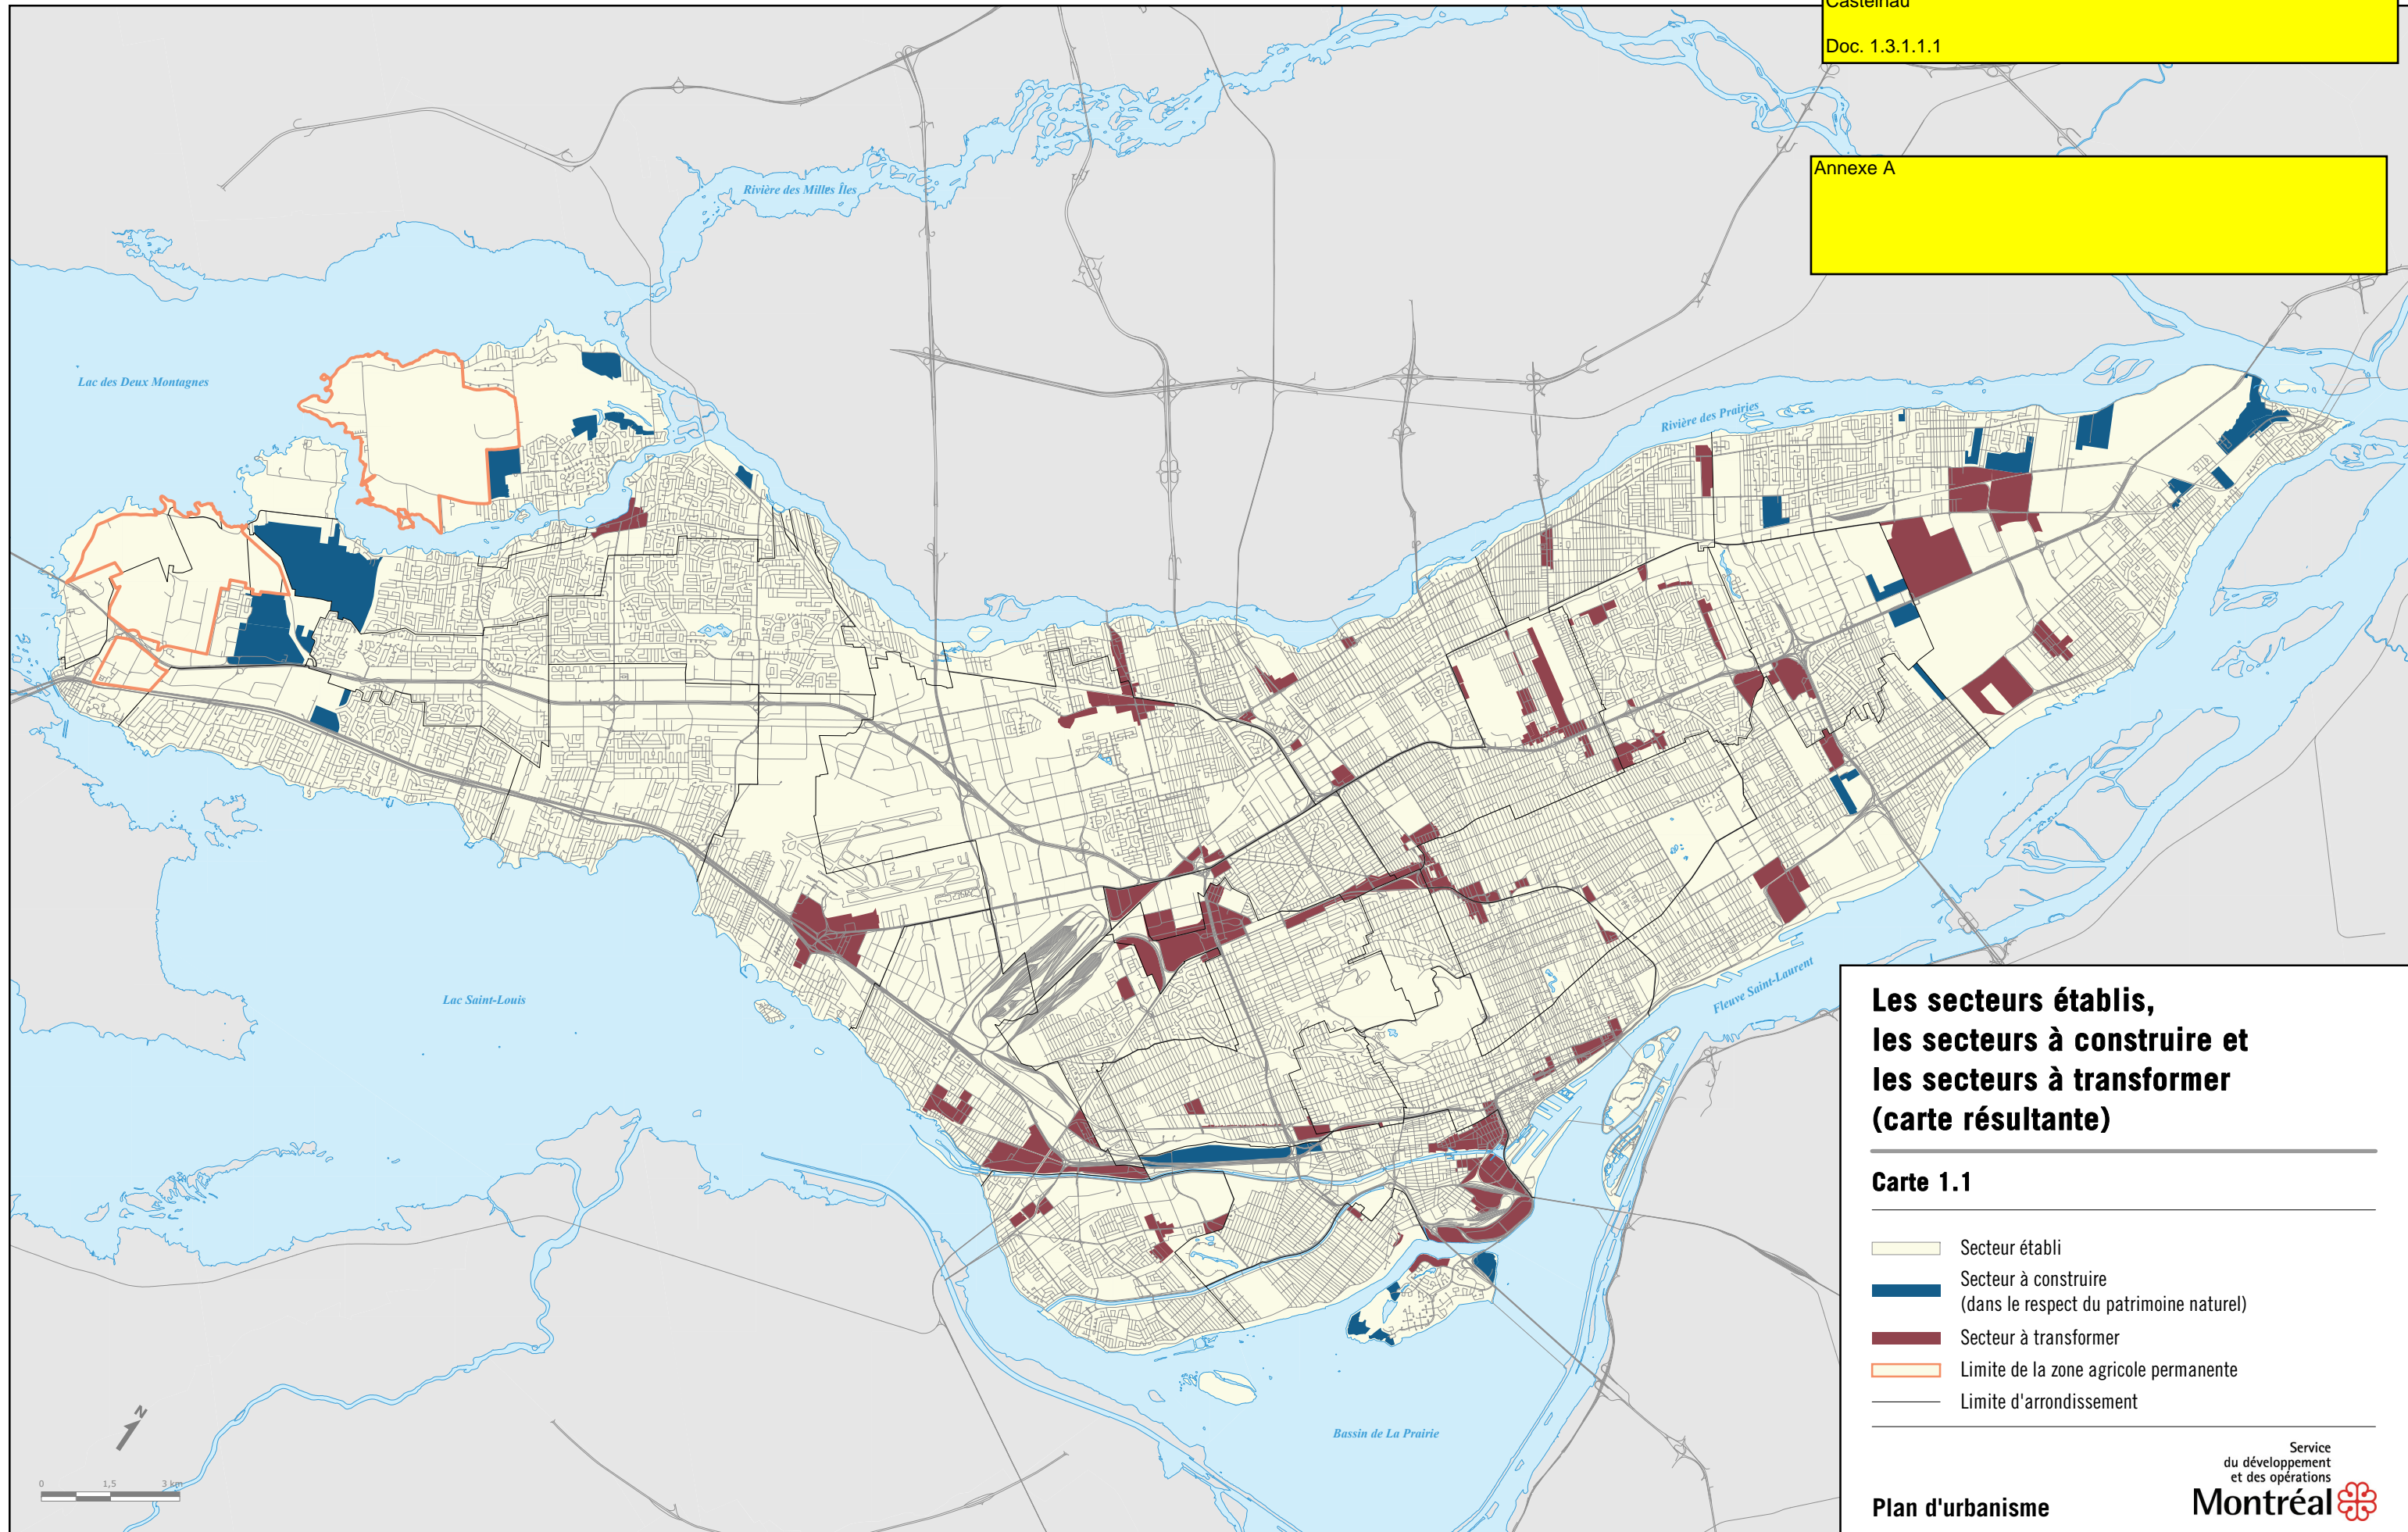 Castelnau
Doc. 1.3.1.1.1
Annexe A
Rivière des Milles Îles
Lac des Deux Montagnes
Rivière des Prairies
Lac Saint-Louis
Fleuve Saint-Laurent
Bassin de La Prairie
N
0 1,5 3 km
Les secteurs établis,
les secteurs à construire et
les secteurs à transformer
(carte résultante)
Carte 1.1
Secteur établi
Secteur à construire
(dans le respect du patrimoine naturel)
Secteur à transformer
Limite de la zone agricole permanente
Limite d'arrondissement
Service
du développement
et des opérations
Montréal
Plan d'urbanisme